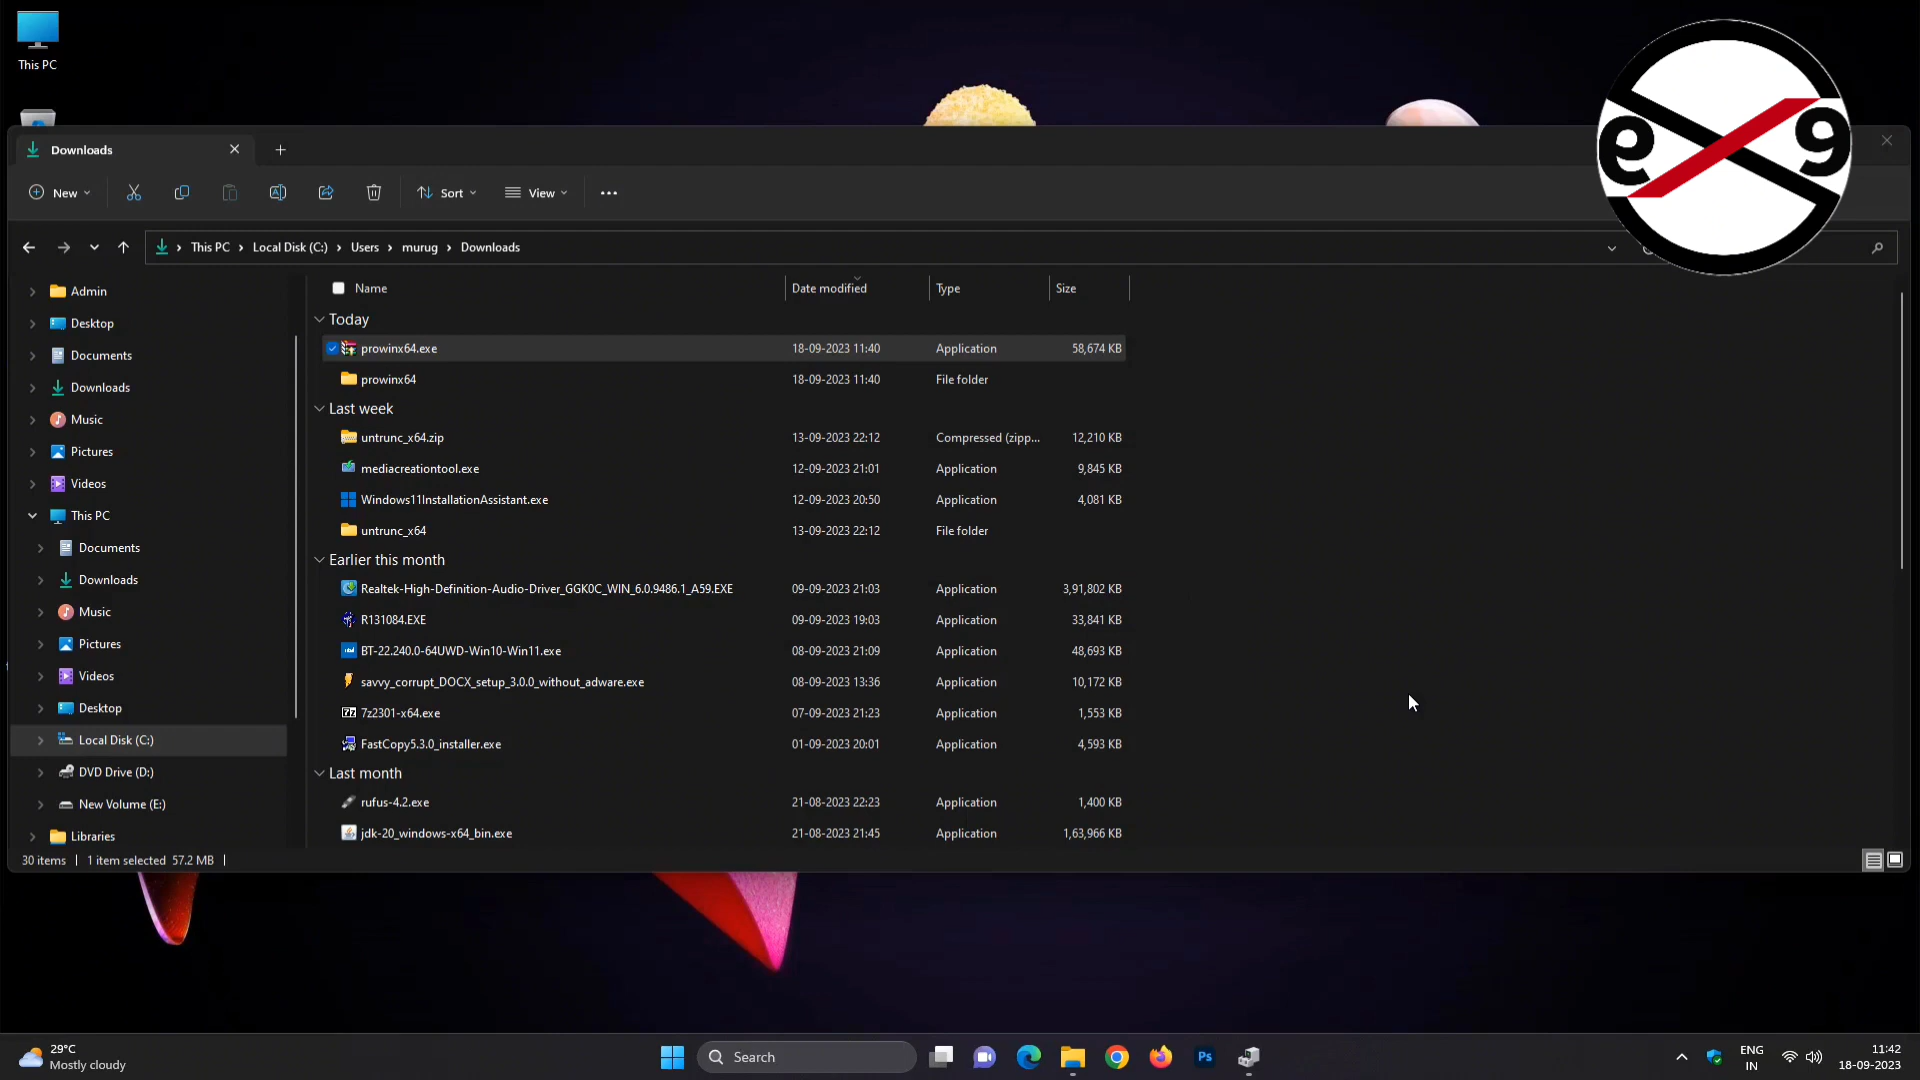 This PC
e 9
Downloads
New
Sort
View
This PC > Local Disk (C:) > Users > murug > Downloads
Admin
Desktop
Documents
Downloads
Music
Pictures
Videos
This PC
Documents
Downloads
Music
Pictures
Videos
Desktop
Local Disk (C:)
DVD Drive (D:)
New Volume (E:)
Libraries
Name Date modified Type Size
Today
prowinx64.exe 18-09-2023 11:40 Application 58,674 KB
prowinx64 18-09-2023 11:40 File folder
Last week
untrunc_x64.zip 13-09-2023 22:12 Compressed (zipp... 12,210 KB
mediacreationtool.exe 12-09-2023 21:01 Application 9,845 KB
Windows11InstallationAssistant.exe 12-09-2023 20:50 Application 4,081 KB
untrunc_x64 13-09-2023 22:12 File folder
Earlier this month
Realtek-High-Definition-Audio-Driver_GGK0C_WIN_6.0.9486.1_A59.EXE 09-09-2023 21:03 Application 3,91,802 KB
R131084.EXE 09-09-2023 19:03 Application 33,841 KB
BT-22.240.0-64UWD-Win10-Win11.exe 08-09-2023 21:09 Application 48,693 KB
savvy_corrupt_DOCX_setup_3.0.0_without_adware.exe 08-09-2023 13:36 Application 10,172 KB
7z2301-x64.exe 07-09-2023 21:23 Application 1,553 KB
FastCopy5.3.0_installer.exe 01-09-2023 20:01 Application 4,593 KB
Last month
rufus-4.2.exe 21-08-2023 22:23 Application 1,400 KB
jdk-20_windows-x64_bin.exe 21-08-2023 21:45 Application 1,63,966 KB
30 items | 1 item selected 57.2 MB |
29°C
Mostly cloudy
Search
Ps
ENG
IN
11:42
18-09-2023